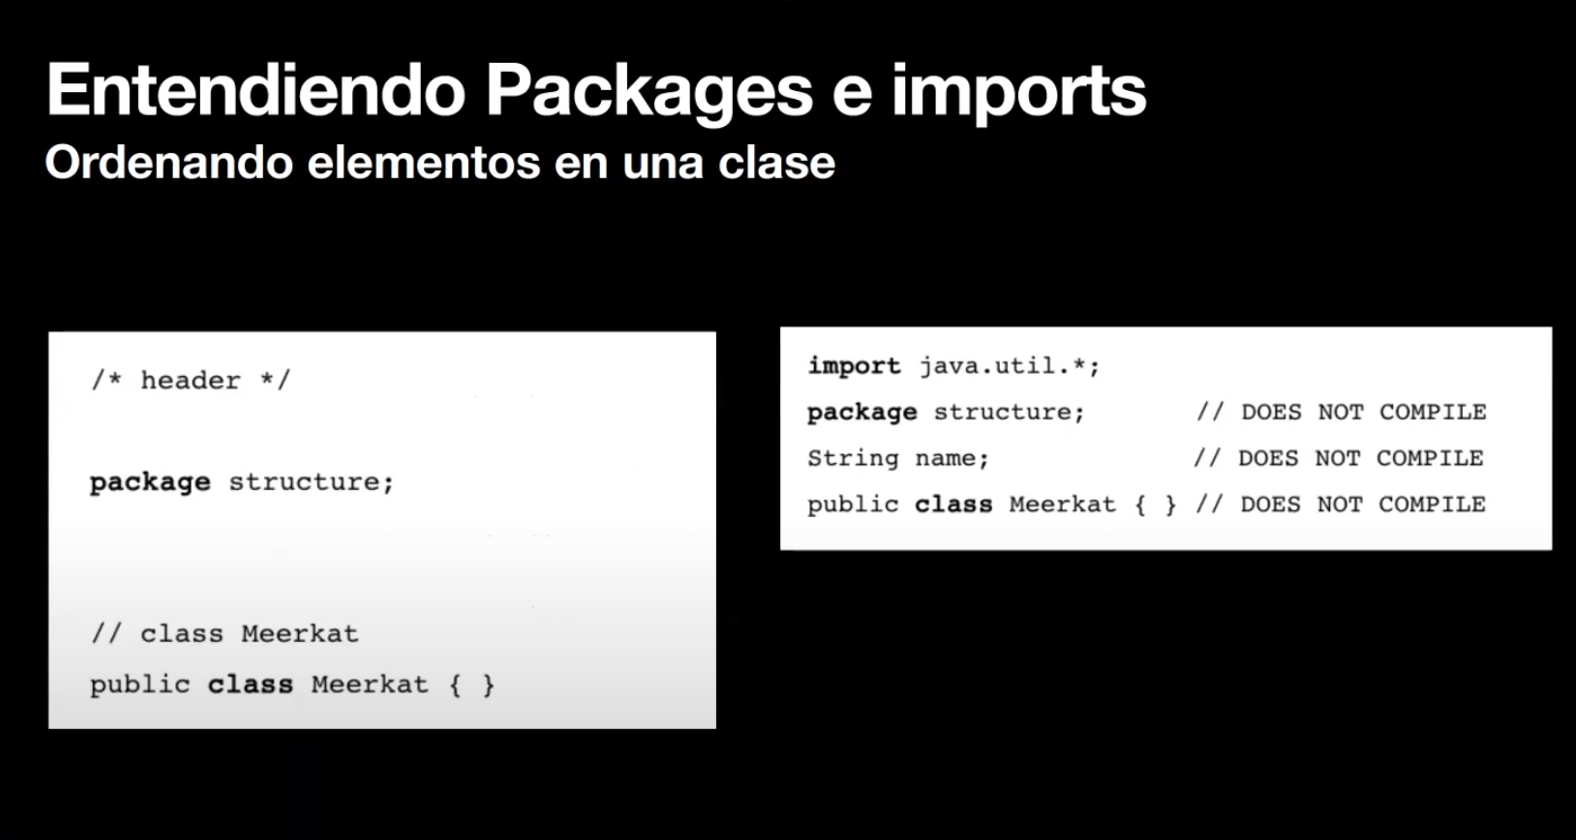 Entendiendo Packages e imports
Ordenando elementos en una clase
/* header */
package structure;
// class Meerkat
public class Meerkat { }
import java.util.*;
package structure; // DOES NOT COMPILE
String name; // DOES NOT COMPILE
public class Meerkat { } // DOES NOT COMPILE